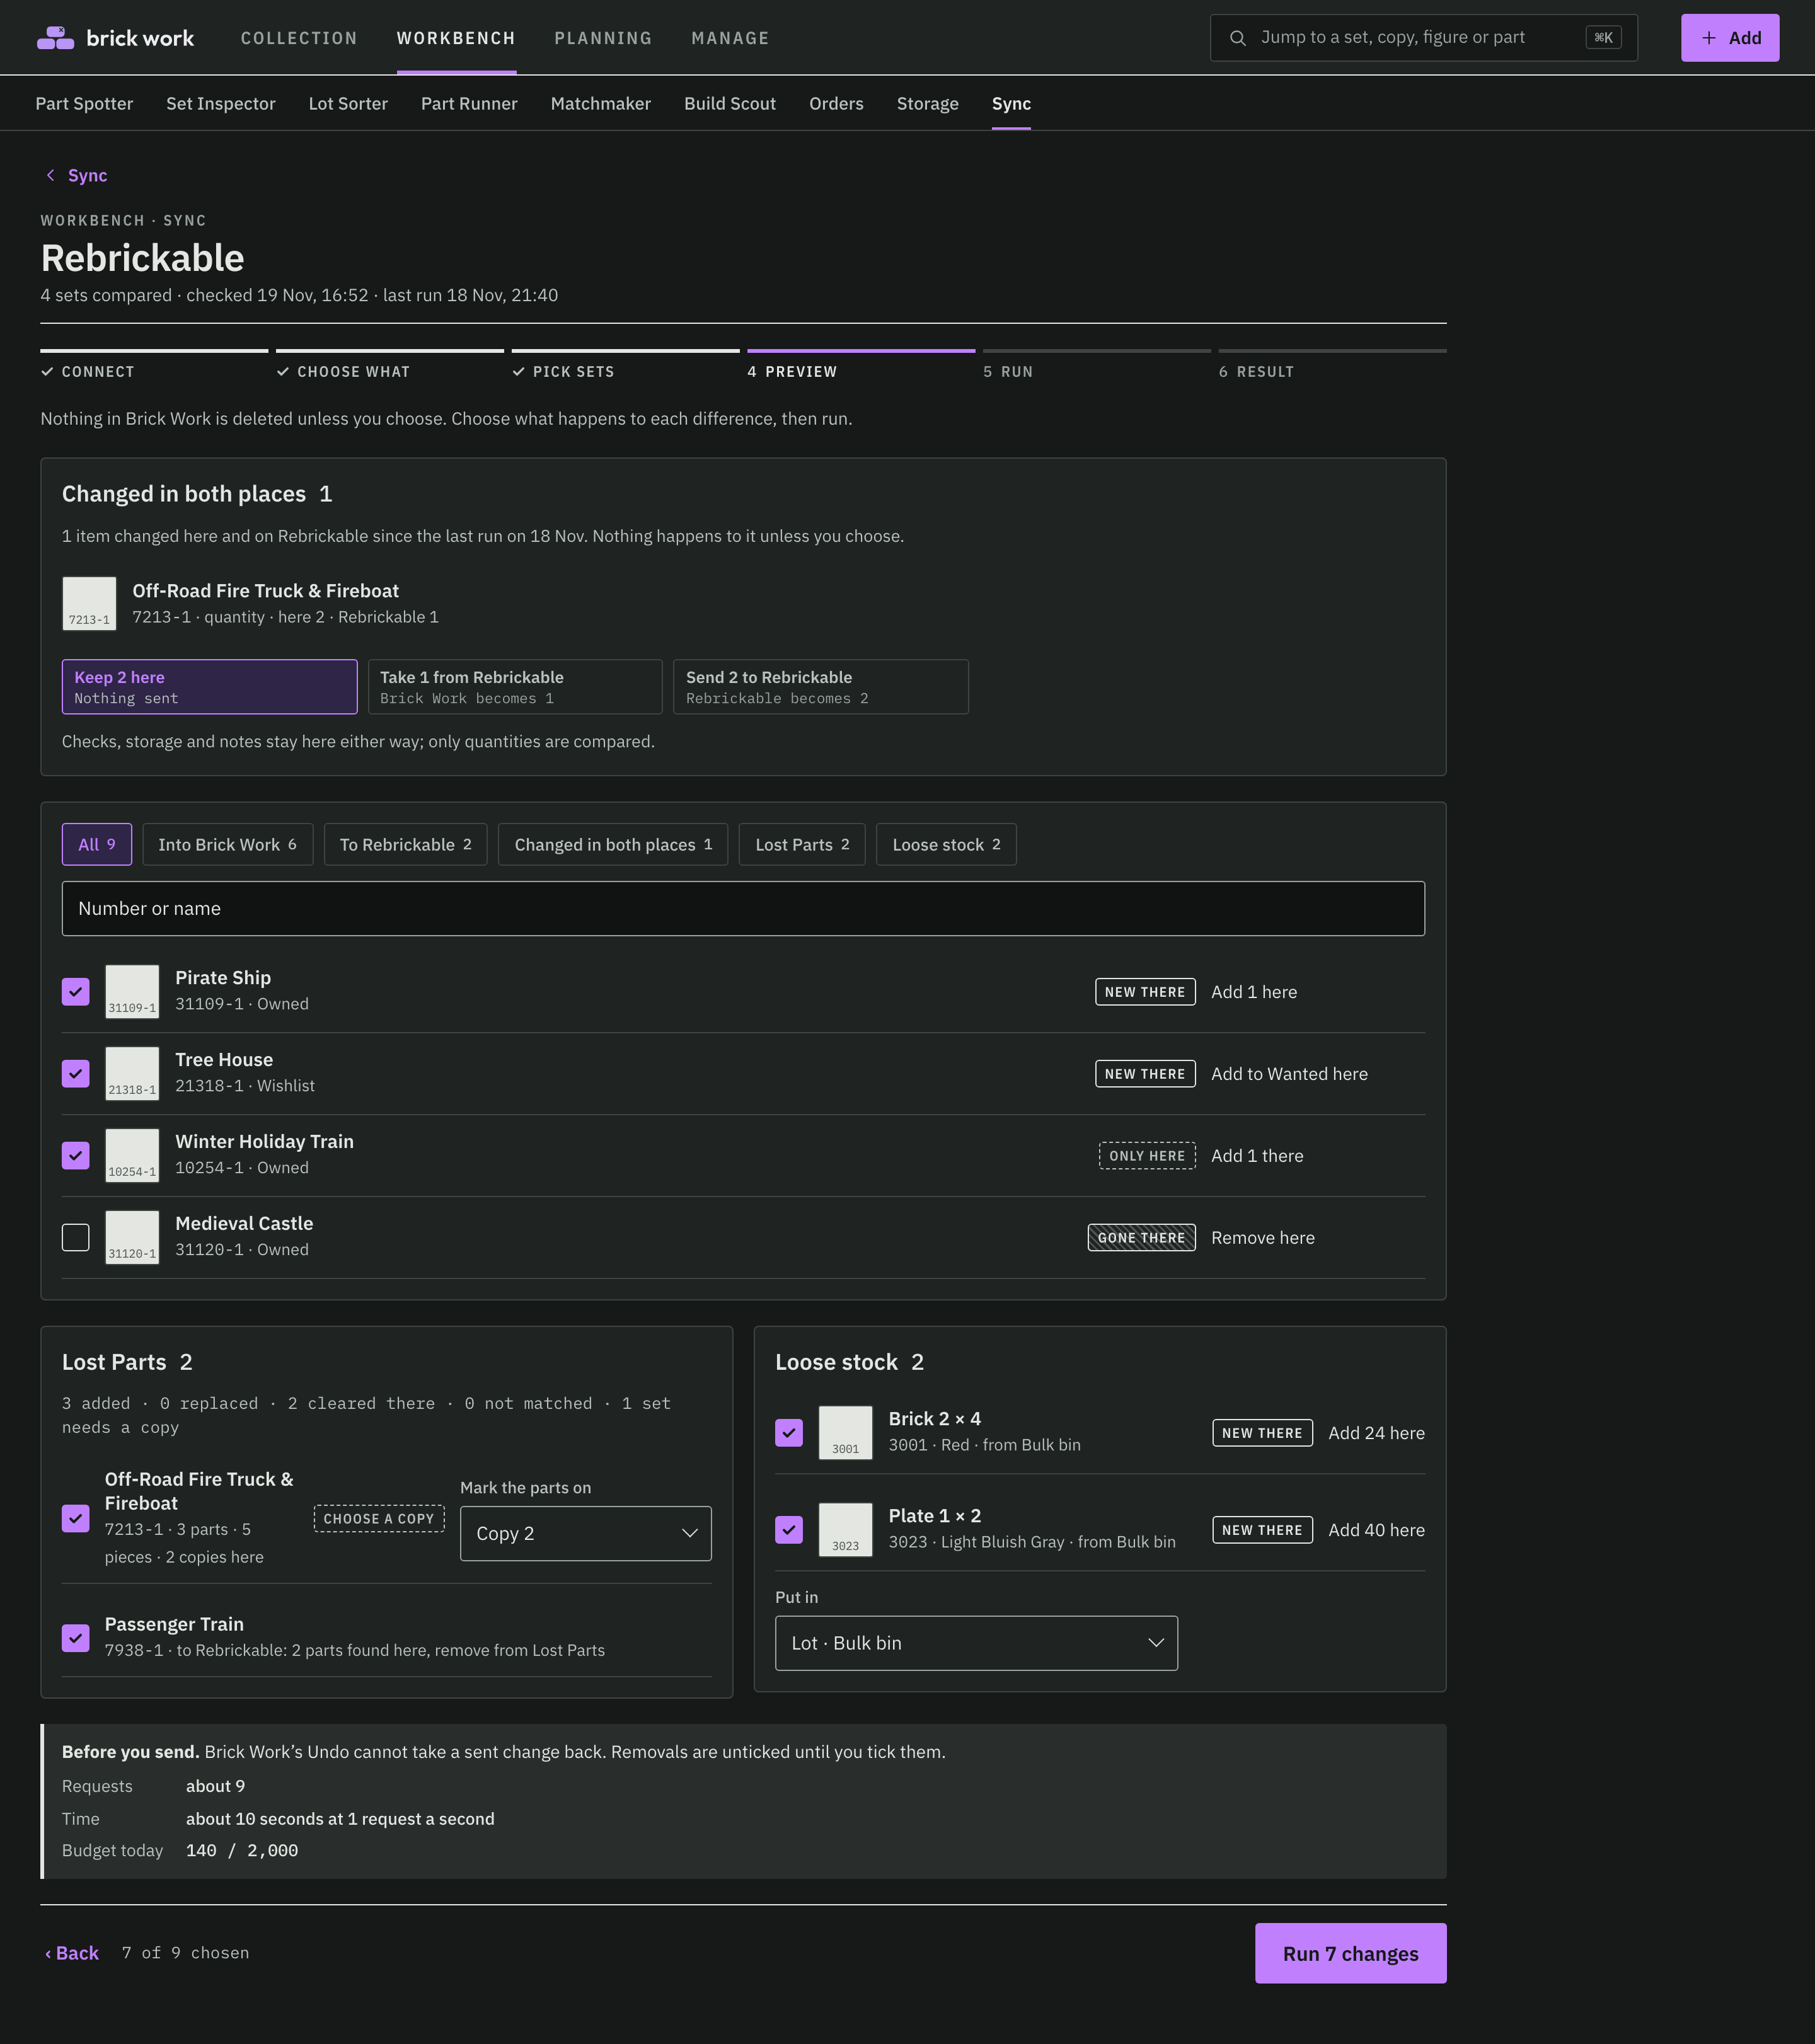 brick work
COLLECTION
WORKBENCH
PLANNING
MANAGE
Jump to a set, copy, figure or part
⌘K
+ Add
Part Spotter
Set Inspector
Lot Sorter
Part Runner
Matchmaker
Build Scout
Orders
Storage
Sync
Sync
WORKBENCH · SYNC
Rebrickable
4 sets compared · checked 19 Nov, 16:52 · last run 18 Nov, 21:40
CONNECT
CHOOSE WHAT
PICK SETS
4 PREVIEW
5 RUN
6 RESULT
Nothing in Brick Work is deleted unless you choose. Choose what happens to each difference, then run.
Changed in both places 1
1 item changed here and on Rebrickable since the last run on 18 Nov. Nothing happens to it unless you choose.
7213-1
Off-Road Fire Truck & Fireboat
7213-1 · quantity · here 2 · Rebrickable 1
Keep 2 here
Nothing sent
Take 1 from Rebrickable
Brick Work becomes 1
Send 2 to Rebrickable
Rebrickable becomes 2
Checks, storage and notes stay here either way; only quantities are compared.
All 9
Into Brick Work 6
To Rebrickable 2
Changed in both places 1
Lost Parts 2
Loose stock 2
Number or name
31109-1
Pirate Ship
31109-1 · Owned
NEW THERE
Add 1 here
21318-1
Tree House
21318-1 · Wishlist
NEW THERE
Add to Wanted here
10254-1
Winter Holiday Train
10254-1 · Owned
ONLY HERE
Add 1 there
31120-1
Medieval Castle
31120-1 · Owned
GONE THERE
Remove here
Lost Parts 2
3 added · 0 replaced · 2 cleared there · 0 not matched · 1 set
needs a copy
Off-Road Fire Truck &
Fireboat
7213-1 · 3 parts · 5
pieces · 2 copies here
CHOOSE A COPY
Mark the parts on
Copy 2
Passenger Train
7938-1 · to Rebrickable: 2 parts found here, remove from Lost Parts
Loose stock 2
3001
Brick 2 × 4
3001 · Red · from Bulk bin
NEW THERE
Add 24 here
3023
Plate 1 × 2
3023 · Light Bluish Gray · from Bulk bin
NEW THERE
Add 40 here
Put in
Lot · Bulk bin
Before you send. Brick Work’s Undo cannot take a sent change back. Removals are unticked until you tick them.
Requests about 9
Time about 10 seconds at 1 request a second
Budget today 140 / 2,000
‹ Back
7 of 9 chosen
Run 7 changes